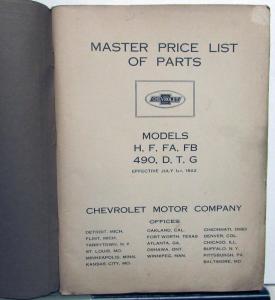 MASTER PRICE LIST
OF PARTS
CHEVROLET
MODELS
H, F, FA, FB
490, D, T, G
EFFECTIVE JULY 1ST, 1922
CHEVROLET MOTOR COMPANY
OFFICES
DETROIT, MICH. OAKLAND, CAL. CINCINNATI, OHIO
FLINT, MICH. FORT WORTH, TEXAS DENVER, COL.
TARRYTOWN, N. Y. ATLANTA, GA. CHICAGO, ILL.
ST. LOUIS, MO. OSHAWA, ONT. BUFFALO, N. Y.
MINNEAPOLIS, MINN. WINNIPEG, MAN. PITTSBURGH, PA.
KANSAS CITY, MO. BALTIMORE, MD.